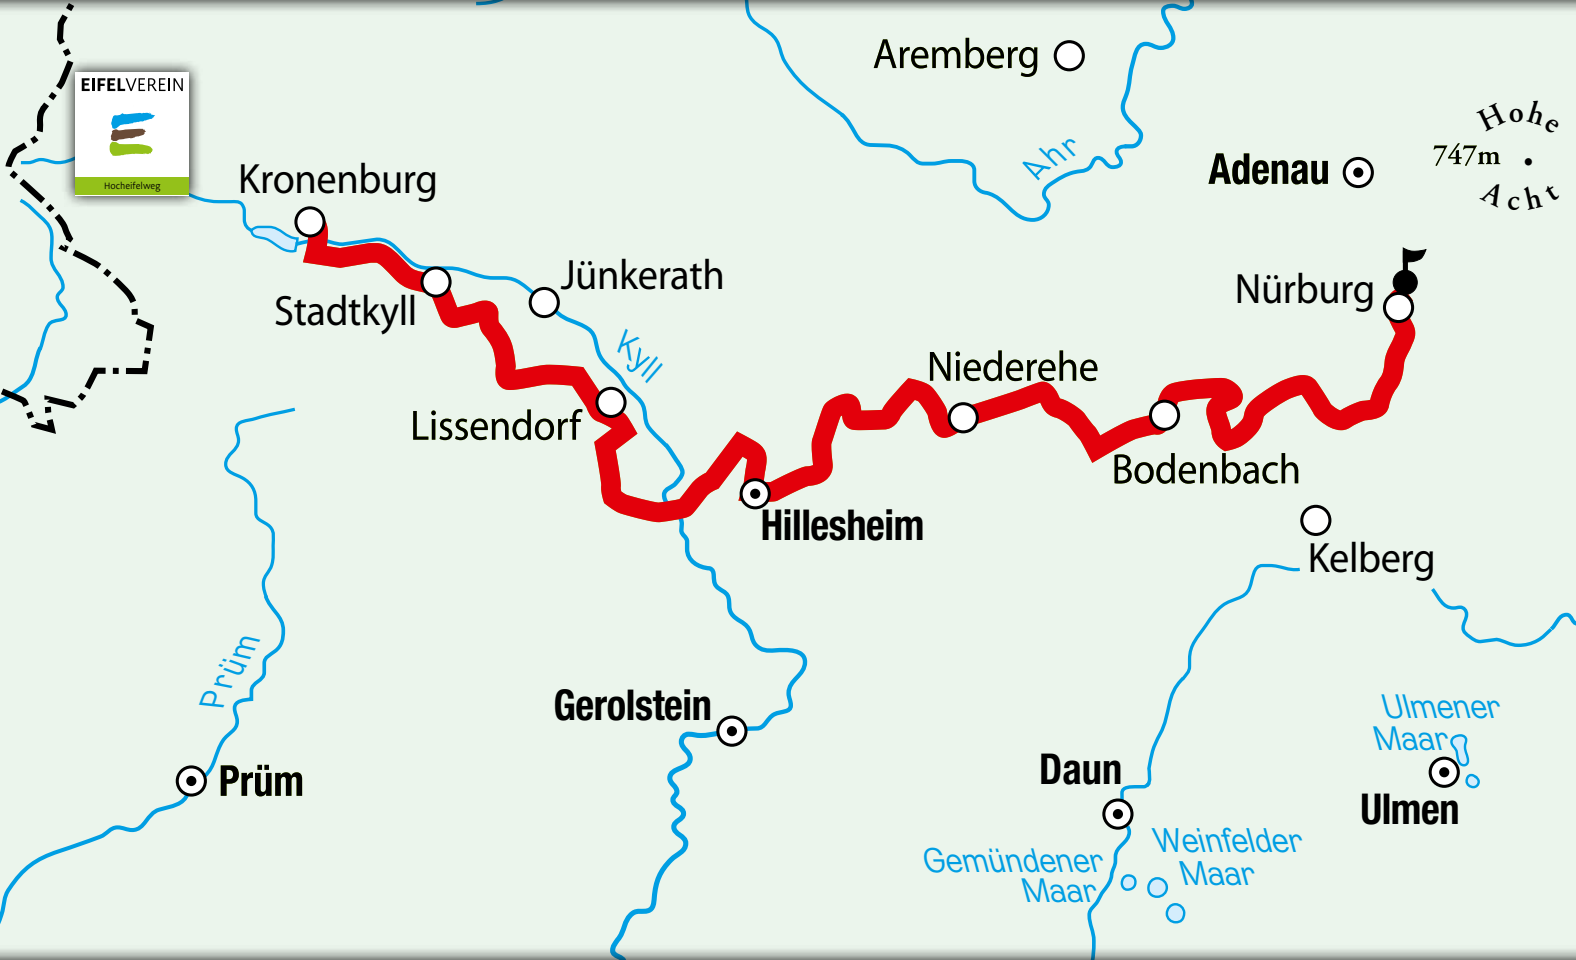 Aremberg
EIFELVEREIN
Hohe
747m
Acht
Ahr
Adenau
Kronenburg
Hocheifelweg
Jünkerath
Nürburg
Stadtkyll
Kyll
Niederehe
Lissendorf
Bodenbach
Hillesheim
Kelberg
Prüm
Gerolstein
Ulmener
Maar
Daun
Prüm
Ulmen
Weinfelder
Maar
Gemündener
Maar